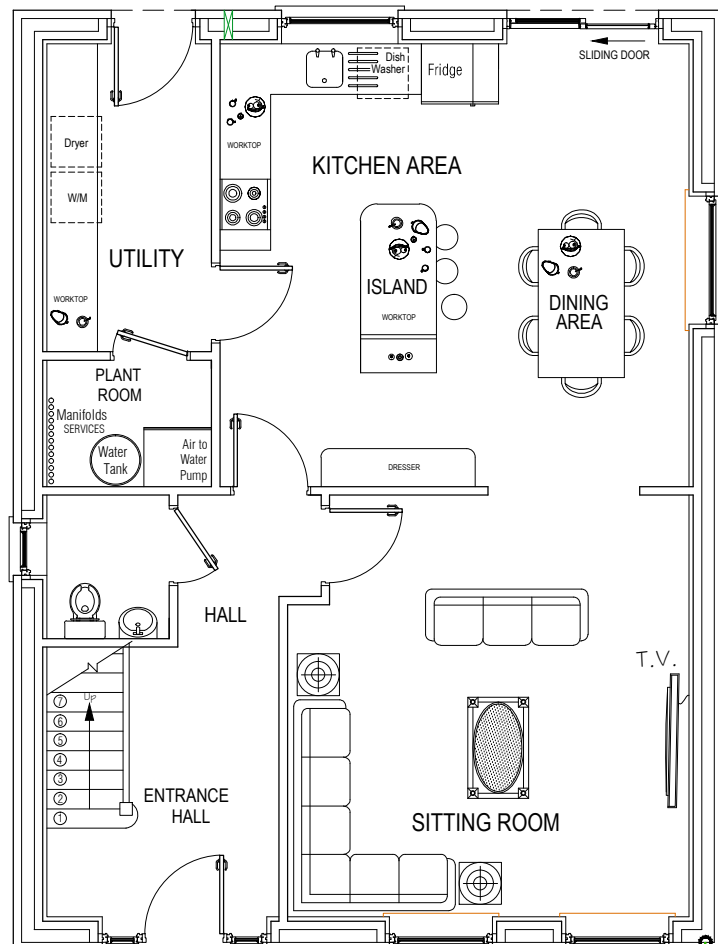 SLIDING DOOR
Dish
Washer
Fridge
Dryer
WORKTOP
KITCHEN AREA
W/M
UTILITY
ISLAND
WORKTOP
DINING
AREA
WORKTOP
PLANT
ROOM
Manifolds
SERVICES
Water
Tank
Air to
Water
Pump
DRESSER
HALL
T.V.
Up
7
6
5
4
3
2
1
ENTRANCE
HALL
SITTING ROOM
N